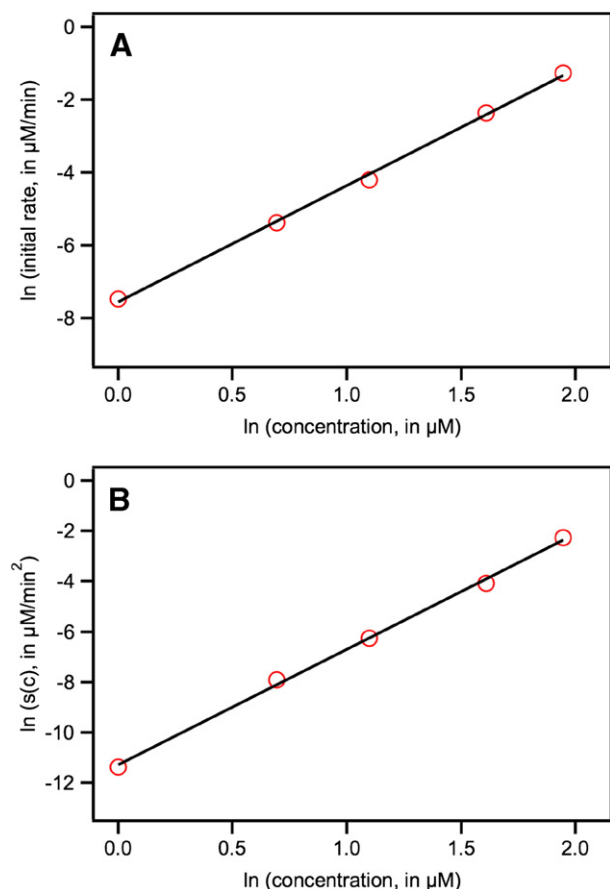 A
0
-2
-4
-6
-8
ln (initial rate, in µM/min)
0.0 0.5 1.0 1.5 2.0
ln (concentration, in µM)
B
0
-2
-4
-6
-8
-10
-12
ln (s(c), in µM/min²)
0.0 0.5 1.0 1.5 2.0
ln (concentration, in µM)